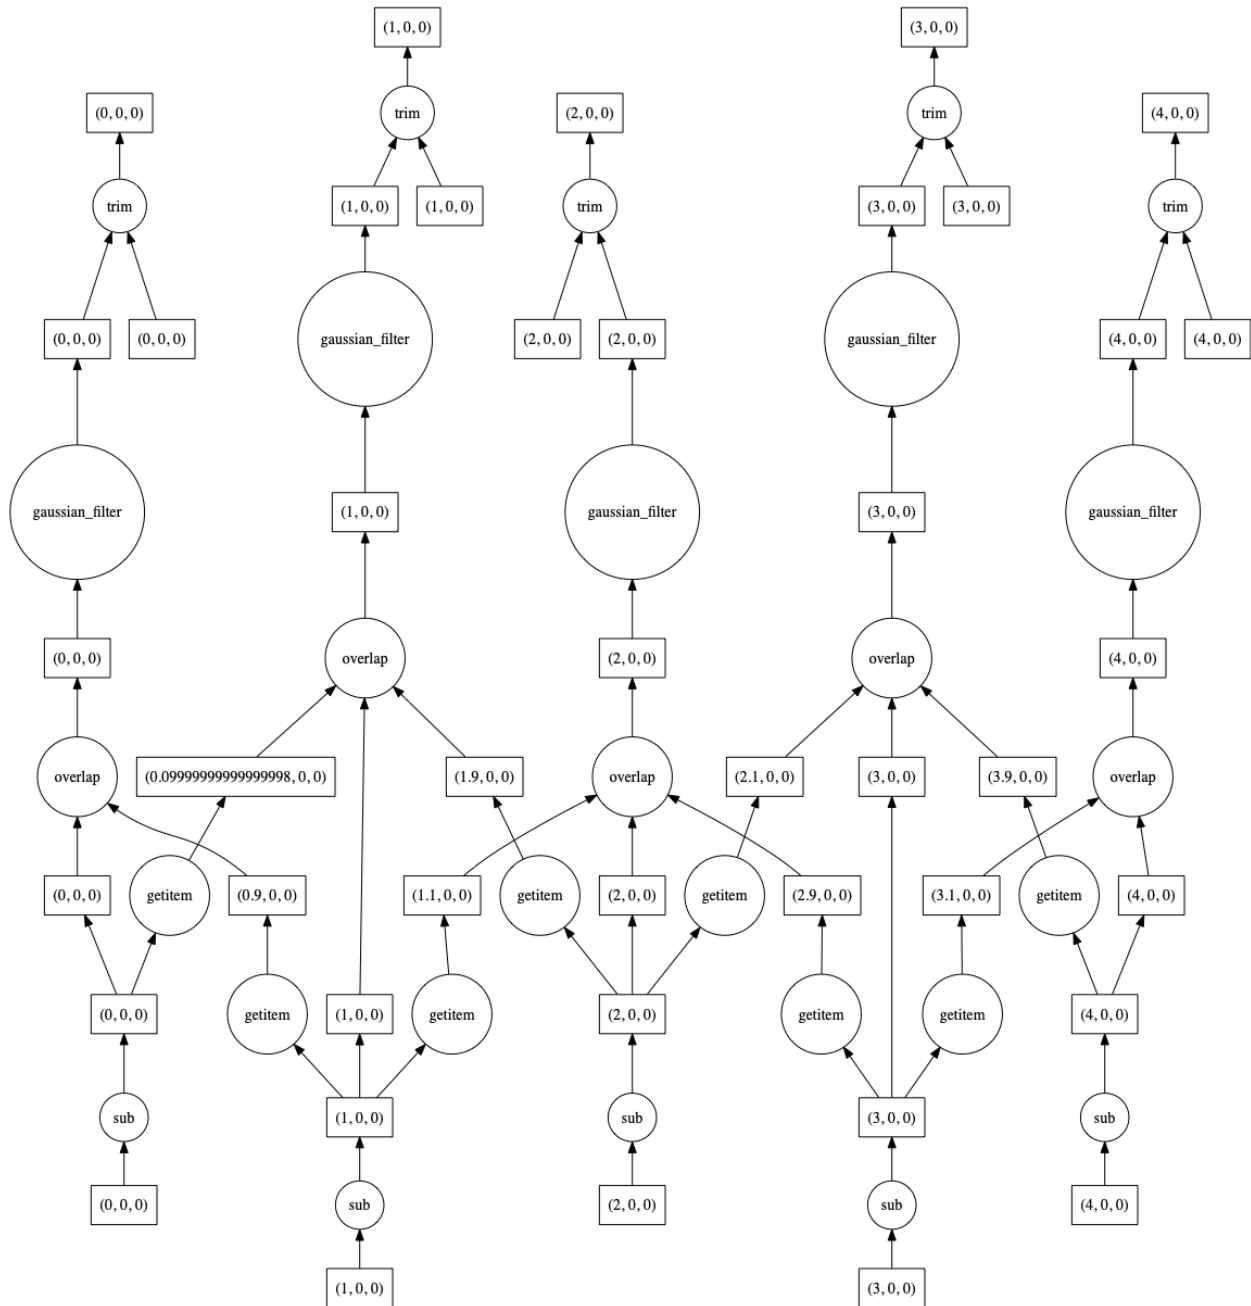 (1, 0, 0)
(3, 0, 0)
(0, 0, 0)
trim
(2, 0, 0)
trim
(4, 0, 0)
trim
(1, 0, 0)
(1, 0, 0)
trim
(3, 0, 0)
(3, 0, 0)
trim
(0, 0, 0)
(0, 0, 0)
gaussian_filter
(2, 0, 0)
(2, 0, 0)
gaussian_filter
(4, 0, 0)
(4, 0, 0)
gaussian_filter
(1, 0, 0)
gaussian_filter
(3, 0, 0)
gaussian_filter
(0, 0, 0)
overlap
(2, 0, 0)
overlap
(4, 0, 0)
overlap
(0.09999999999999998, 0, 0)
(1.9, 0, 0)
overlap
(2.1, 0, 0)
(3, 0, 0)
(3.9, 0, 0)
overlap
(0, 0, 0)
getitem
(0.9, 0, 0)
(1.1, 0, 0)
getitem
(2, 0, 0)
getitem
(2.9, 0, 0)
(3.1, 0, 0)
getitem
(4, 0, 0)
(0, 0, 0)
getitem
(1, 0, 0)
getitem
(2, 0, 0)
getitem
getitem
(4, 0, 0)
sub
(1, 0, 0)
sub
(3, 0, 0)
sub
(0, 0, 0)
sub
(2, 0, 0)
sub
(4, 0, 0)
(1, 0, 0)
(3, 0, 0)